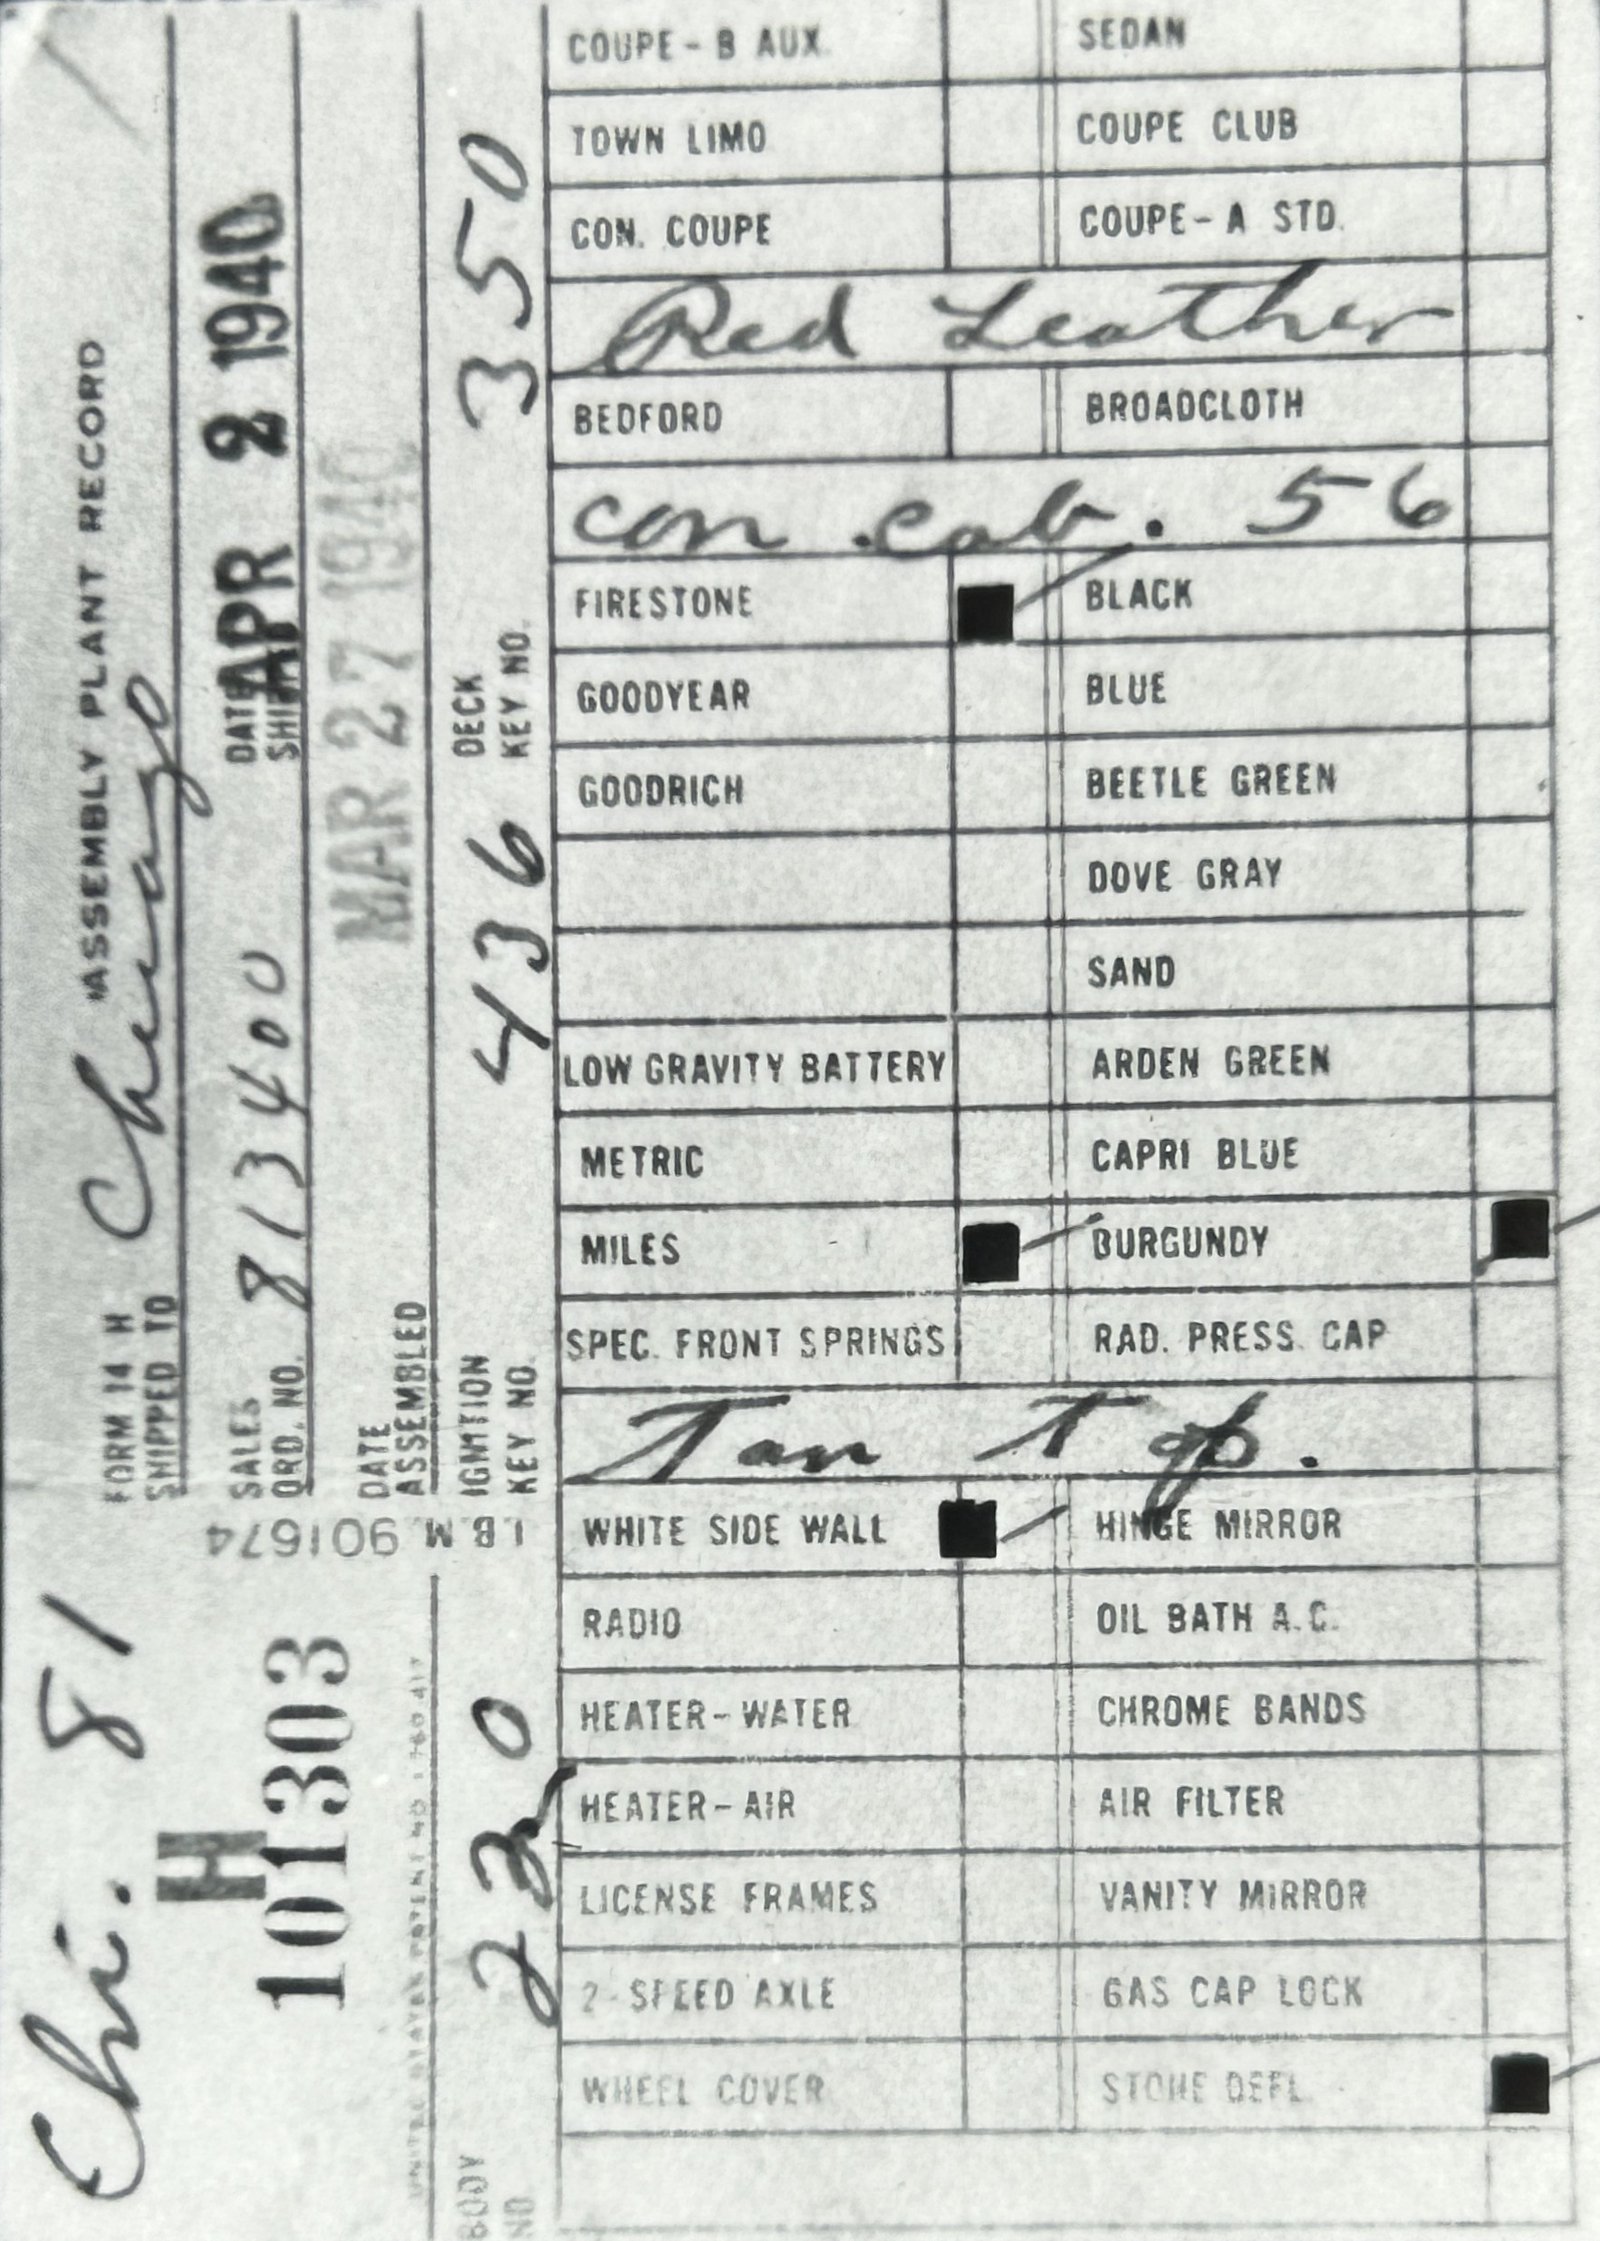 "ASSEMBLY PLANT RECORD
FORM 14 H
SHIPPED TO Chicago
SALES ORD. NO. 813400
DATE SHIP. APR 2 1940
DATE ASSEMBLED MAR 27 1940
IGNITION KEY NO. 436
DECK KEY NO. 350
I.B.M. 901674
Chi. 81
H
101303
BODY NO. 230
COUPE - B AUX. SEDAN
TOWN LIMO COUPE CLUB
CON. COUPE COUPE - A STD.
Red Leather
BEDFORD BROADCLOTH
con .cab. 56
FIRESTONE BLACK
GOODYEAR BLUE
GOODRICH BEETLE GREEN
DOVE GRAY
SAND
LOW GRAVITY BATTERY ARDEN GREEN
METRIC CAPRI BLUE
MILES BURGUNDY
SPEC. FRONT SPRINGS RAD. PRESS. CAP
Tan Top.
WHITE SIDE WALL HINGE MIRROR
RADIO OIL BATH A.C.
HEATER - WATER CHROME BANDS
HEATER - AIR AIR FILTER
LICENSE FRAMES VANITY MIRROR
2 - SPEED AXLE GAS CAP LOCK
WHEEL COVER STONE DEFL.